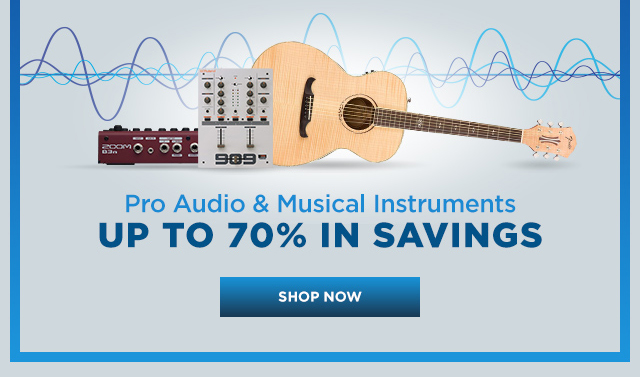 ZOOM
B3n
909
Pro Audio & Musical Instruments
UP TO 70% IN SAVINGS
SHOP NOW